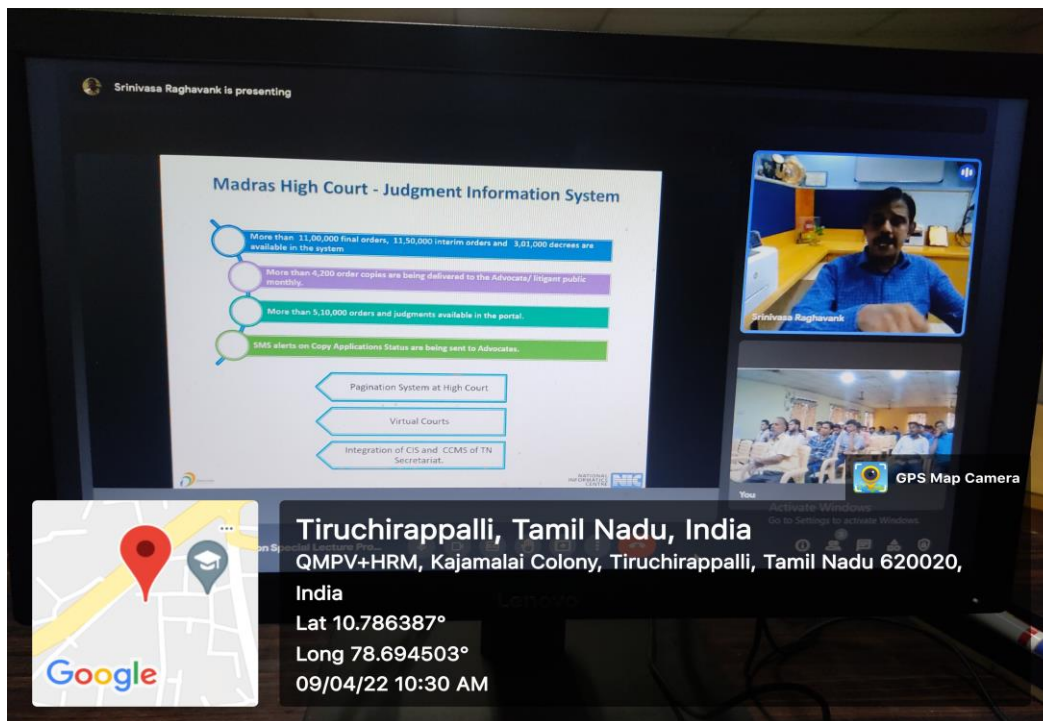 Srinivasa Raghavank is presenting
Madras High Court - Judgment Information System
More than 11,00,000 final orders, 11,50,000 interim orders and 3,01,000 decrees are
available in the system
More than 4,200 order copies are being delivered to the Advocate/ litigant public
monthly.
More than 5,10,000 orders and judgments available in the portal.
SMS alerts on Copy Applications Status are being sent to Advocates.
Pagination System at High Court
Virtual Courts
Integration of CIS and CCMS of TN
Secretariat.
NATIONAL
INFORMATICS
CENTRE
NIC
Srinivasa Raghavank
You
GPS Map Camera
Activate Windows
Go to Settings to activate Windows.
on Special Lecture Pro...
Lenovo
Google
Tiruchirappalli, Tamil Nadu, India
QMPV+HRM, Kajamalai Colony, Tiruchirappalli, Tamil Nadu 620020,
India
Lat 10.786387°
Long 78.694503°
09/04/22 10:30 AM